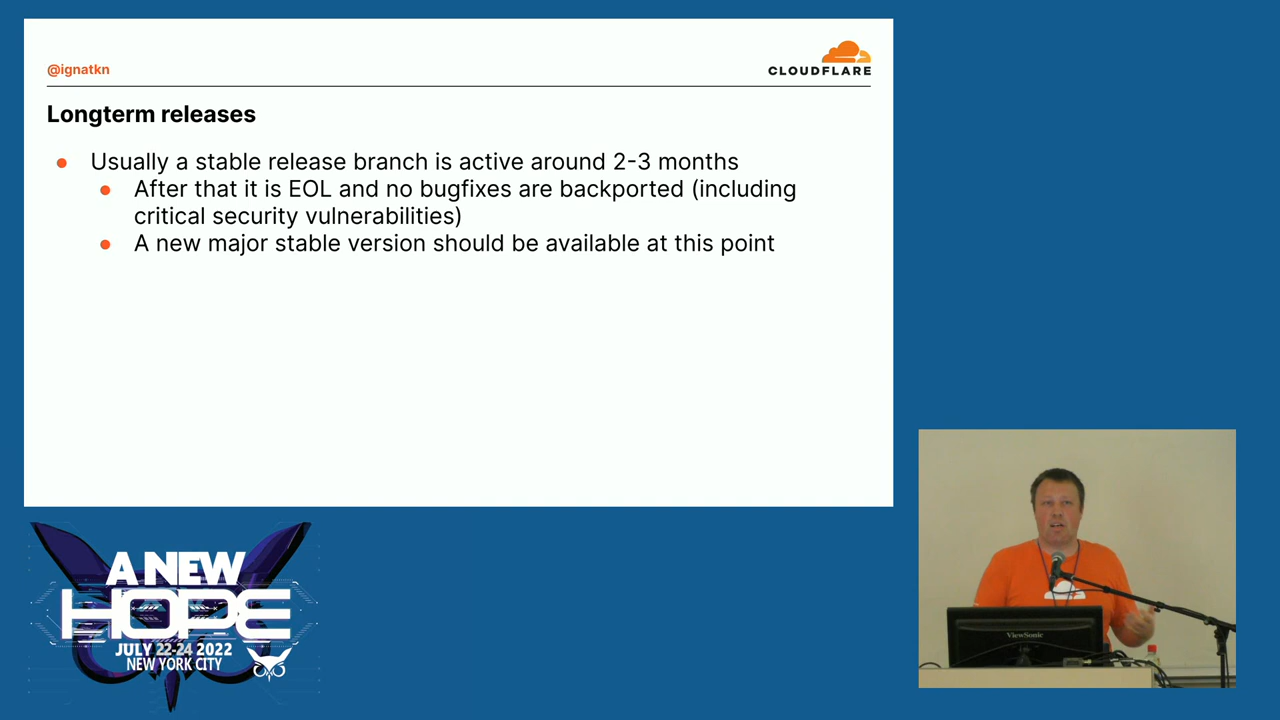 @ignatkn
CLOUDFLARE
Longterm releases
Usually a stable release branch is active around 2-3 months
After that it is EOL and no bugfixes are backported (including
critical security vulnerabilities)
A new major stable version should be available at this point
A NEW
HOPE
JULY 22-24 2022
NEW YORK CITY
ViewSonic